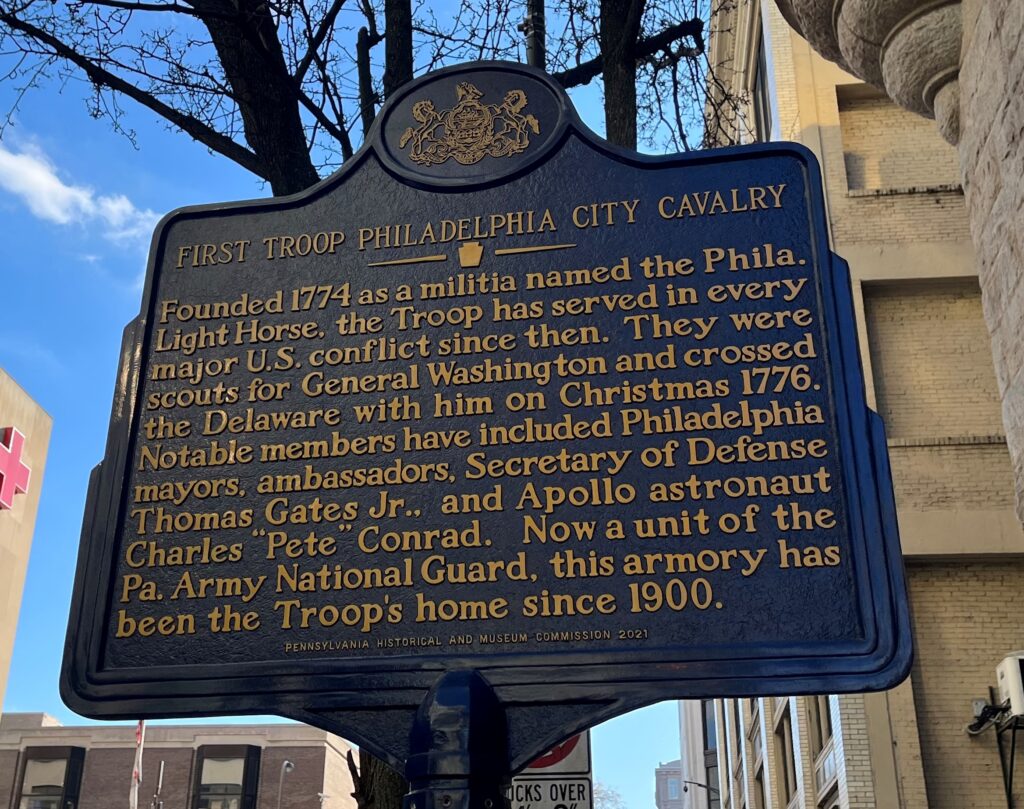 FIRST TROOP PHILADELPHIA CITY CAVALRY
Founded 1774 as a militia named the Phila.
Light Horse, the Troop has served in every
major U.S. conflict since then. They were
scouts for General Washington and crossed
the Delaware with him on Christmas 1776.
Notable members have included Philadelphia
mayors, ambassadors, Secretary of Defense
Thomas Gates Jr., and Apollo astronaut
Charles "Pete" Conrad. Now a unit of the
Pa. Army National Guard, this armory has
been the Troop's home since 1900.
PENNSYLVANIA HISTORICAL AND MUSEUM COMMISSION 2021
OVER